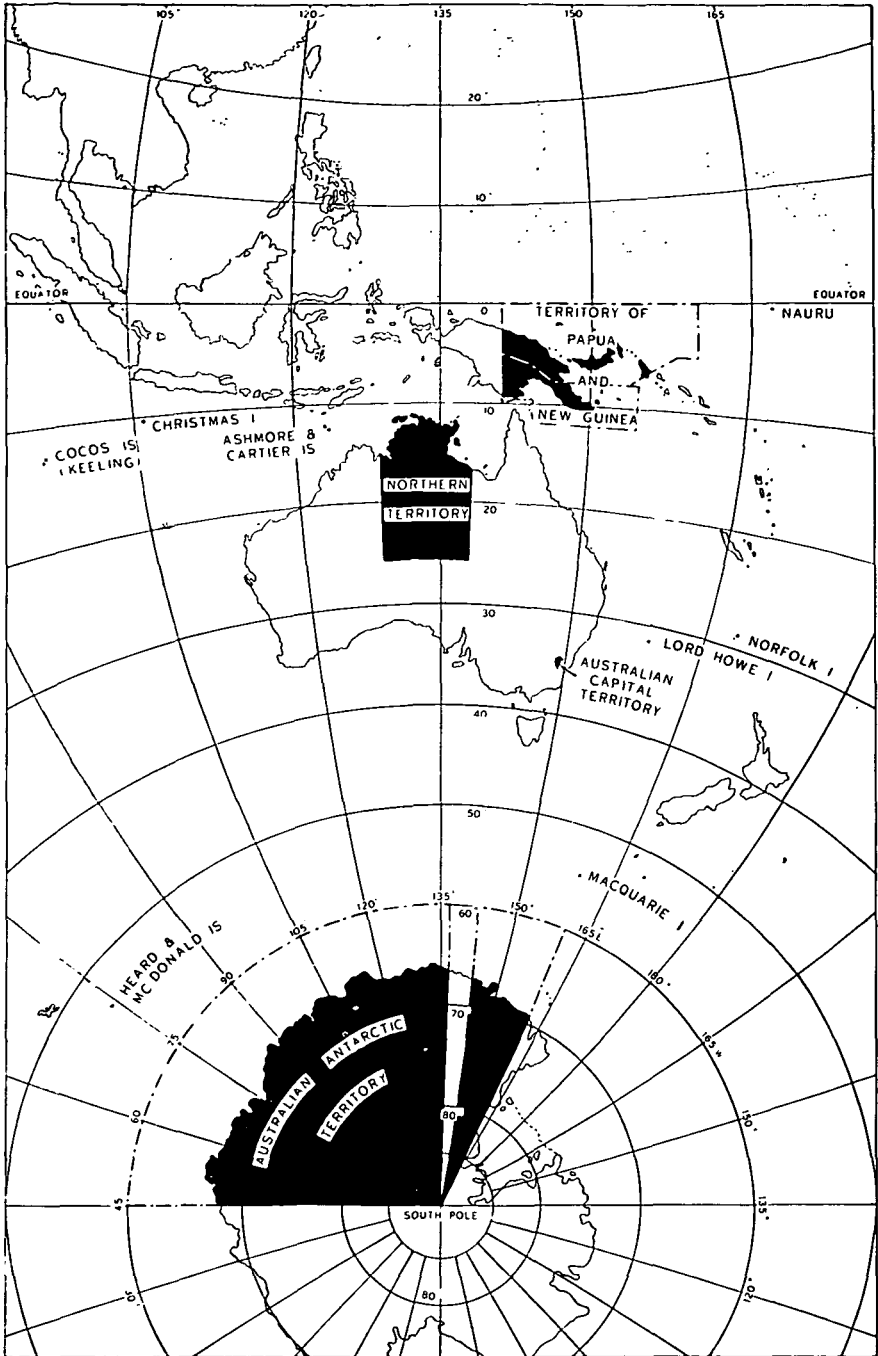 105°
120°
135
150
165
20°
10°
EQUATOR
0
TERRITORY OF
PAPUA
AND
NEW GUINEA
EQUATOR
NAURU
10
CHRISTMAS I
COCOS IS
(KEELING)
ASHMORE &
CARTIER IS
NORTHERN
TERRITORY
20
30
NORFOLK I
LORD HOWE I
AUSTRALIAN
CAPITAL
TERRITORY
40
50
MACQUARIE I
HEARD &
MCDONALD IS
45
60
75
90
105
120°
135°
60
150°
165E
180°
165W
150°
135°
120°
70
80
AUSTRALIAN ANTARCTIC
TERRITORY
SOUTH POLE
80
30